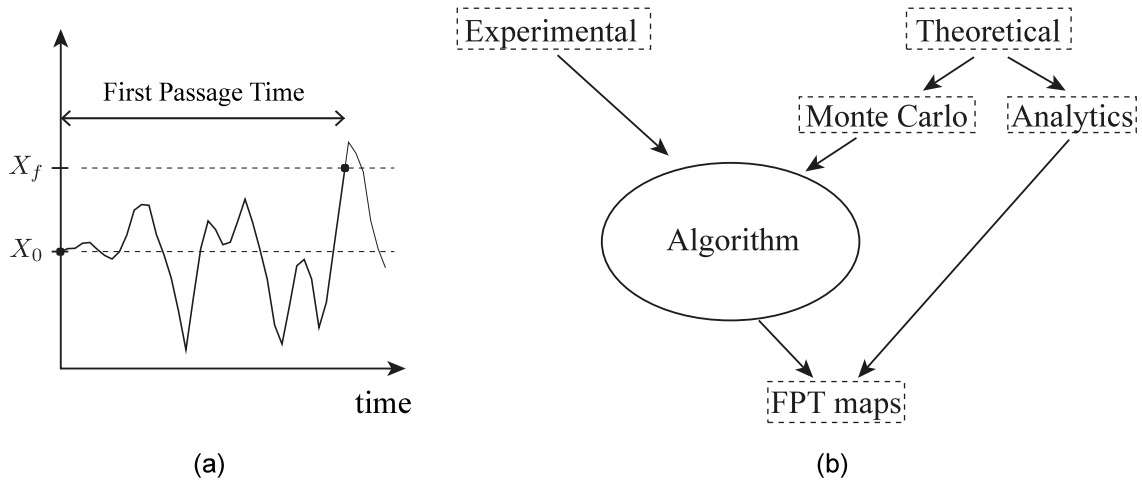 First Passage Time
X_f
X_0
time
(a)
Experimental
Theoretical
Monte Carlo
Analytics
Algorithm
FPT maps
(b)